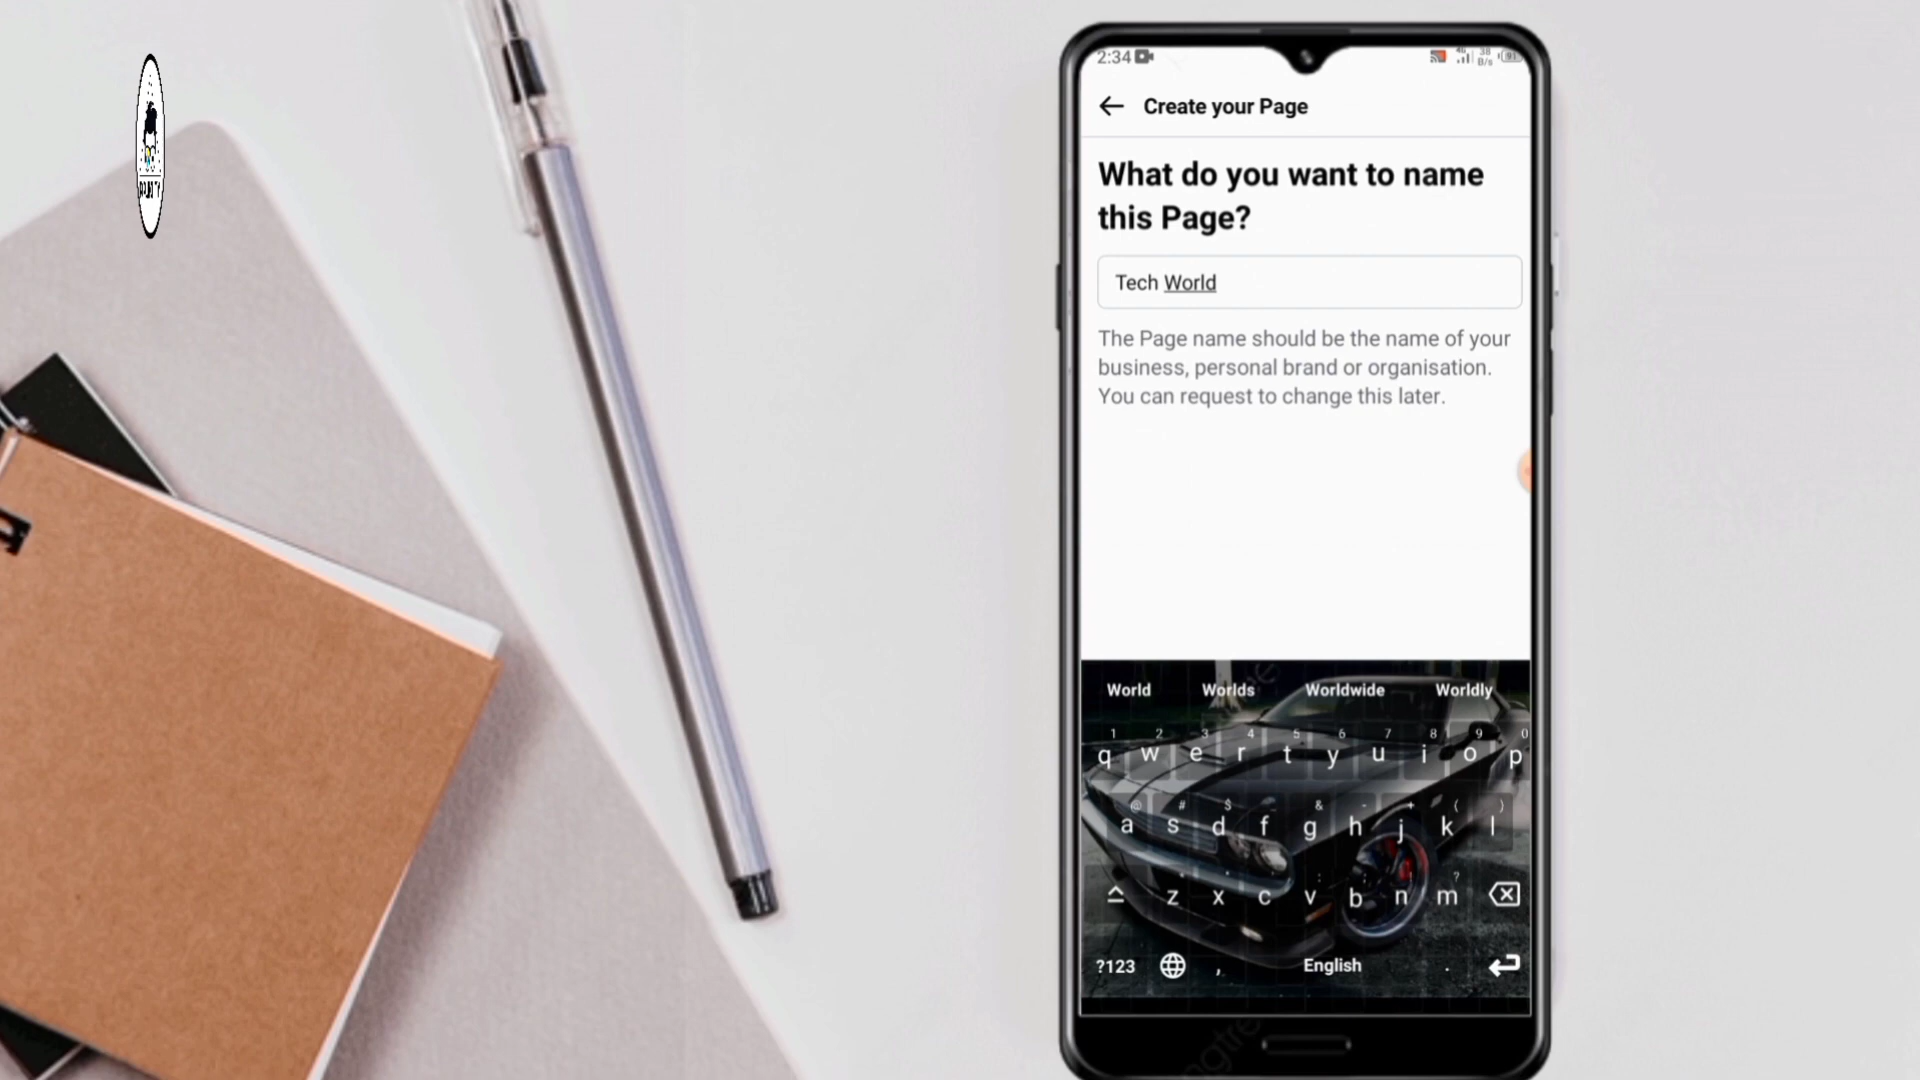 2:34
38
B/s
Create your Page
What do you want to name
this Page?
Tech World
The Page name should be the name of your
business, personal brand or organisation.
You can request to change this later.
World Worlds Worldwide Worldly
1 2 3 4 5 6 7 8 9 0
q w e r t y u i o p
@ # $ & - + ( )
a s d f g h j k l
z x c v b n m
?123 , English .